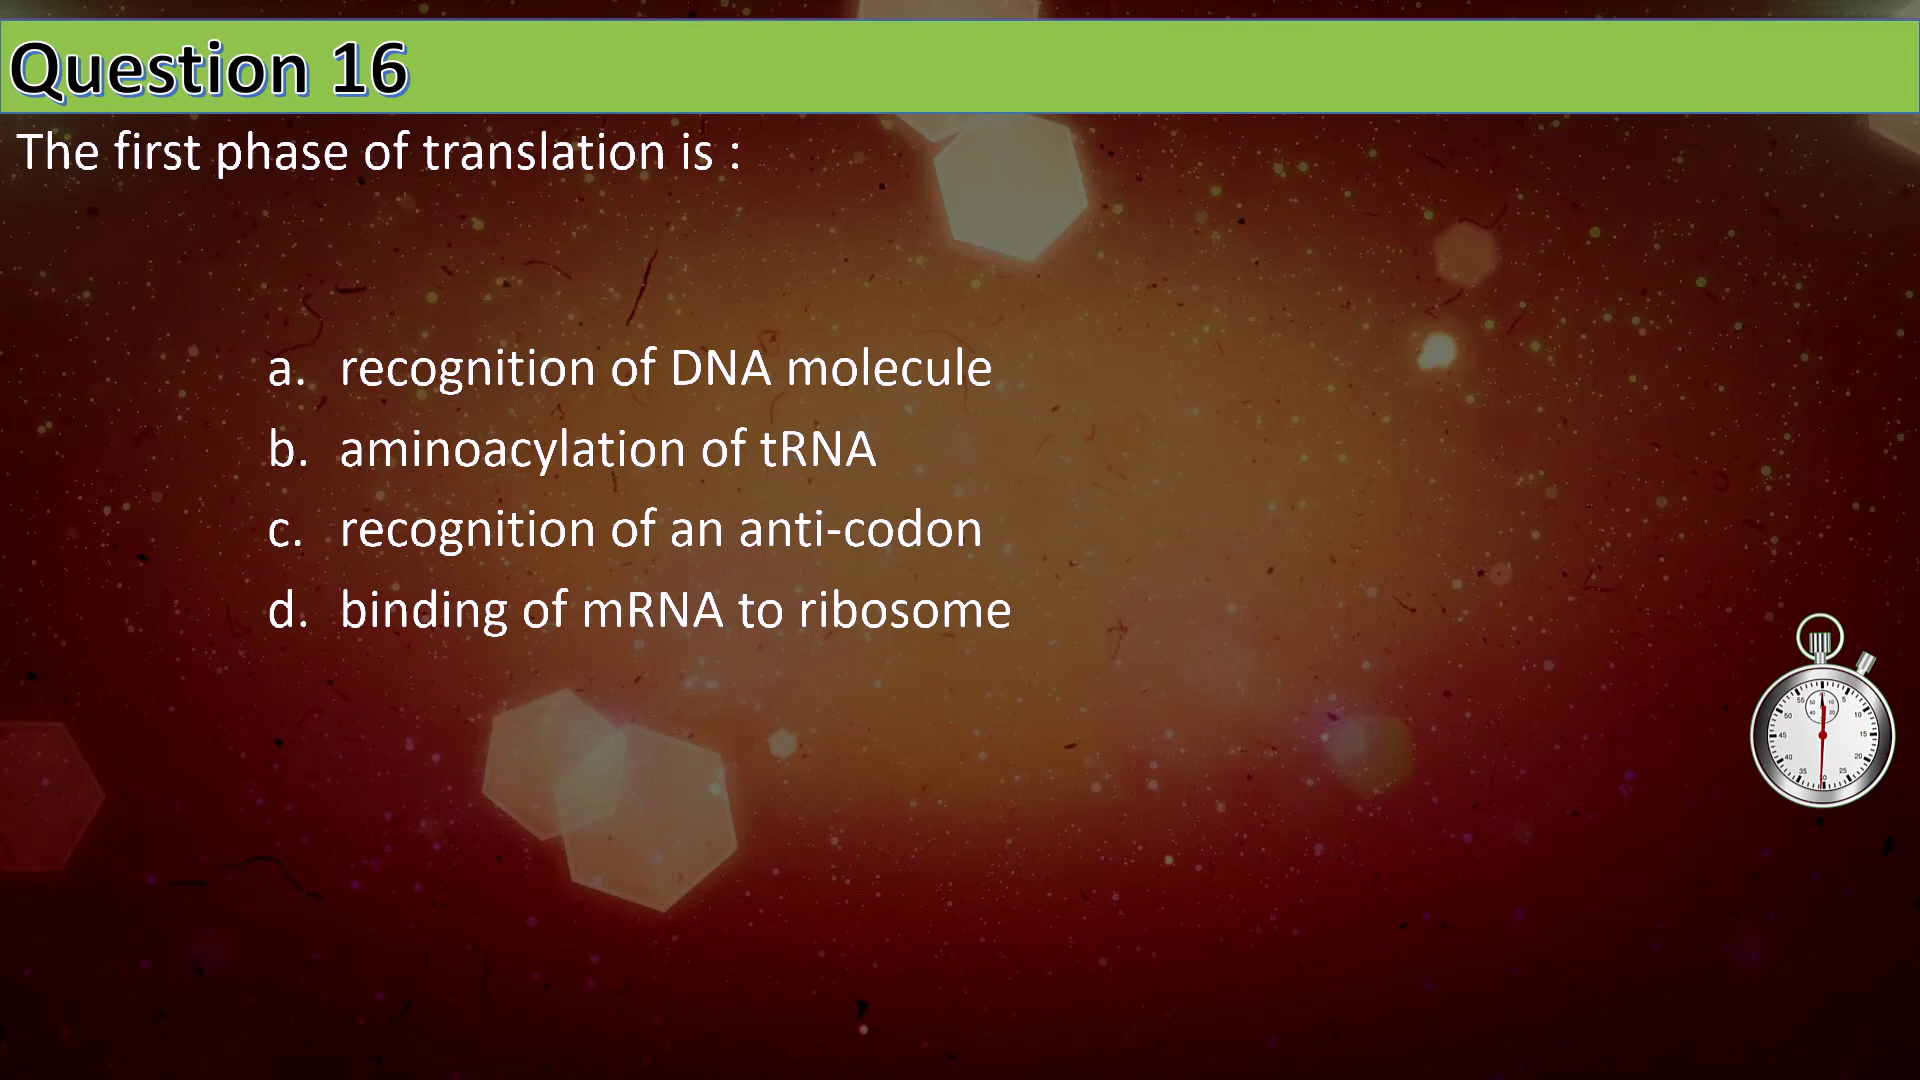 Question 16
The first phase of translation is :
a. recognition of DNA molecule
b. aminoacylation of tRNA
c. recognition of an anti-codon
d. binding of mRNA to ribosome